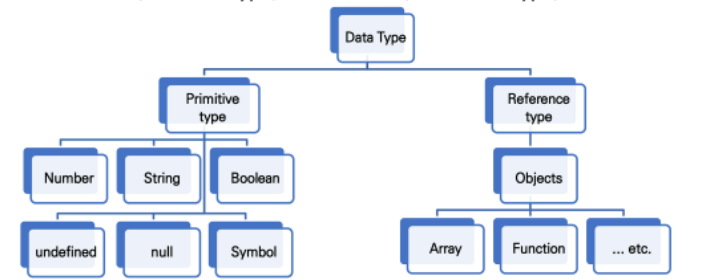 Data Type
Primitive
type
Reference
type
Number
String
Boolean
Objects
undefined
null
Symbol
Array
Function
... etc.